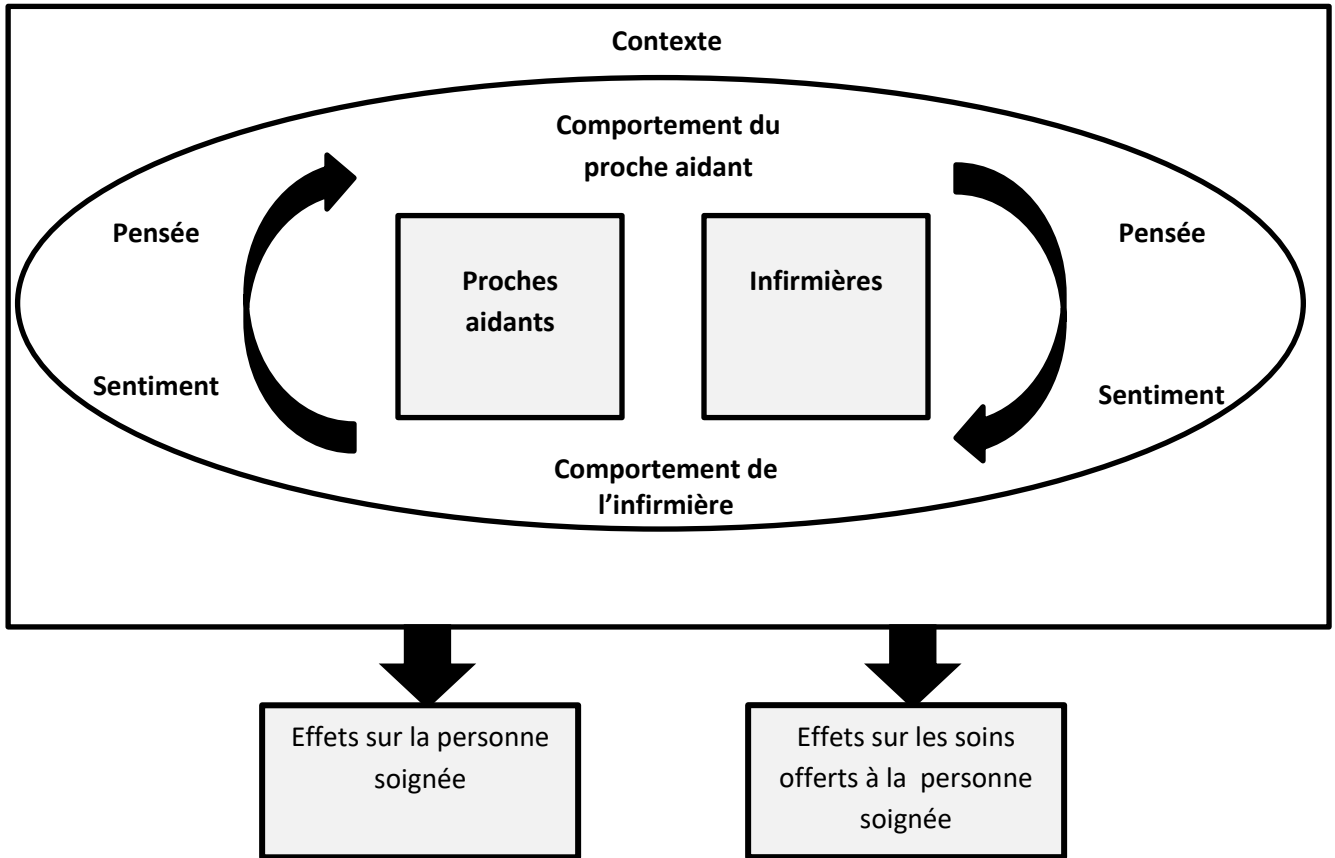 Contexte
Comportement du
proche aidant
Pensée
Pensée
Proches
aidants
Infirmières
Sentiment
Sentiment
Comportement de
l’infirmière
Effets sur la personne
soignée
Effets sur les soins
offerts à la  personne
soignée